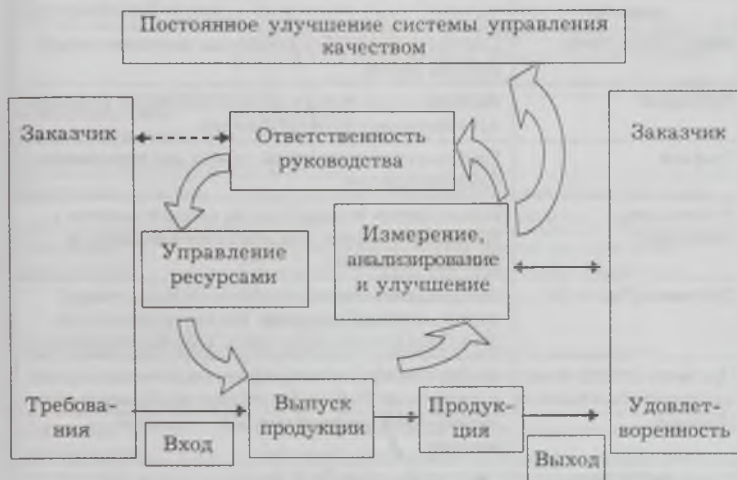 Постоянное улучшение системы управления
качеством
Заказчик
Ответственность
руководства
Заказчик
Управление
ресурсами
Измерение,
анализирование
и улучшение
Требова-
ния
Вход
Выпуск
продукции
Продук-
ция
Выход
Удовлет-
воренность